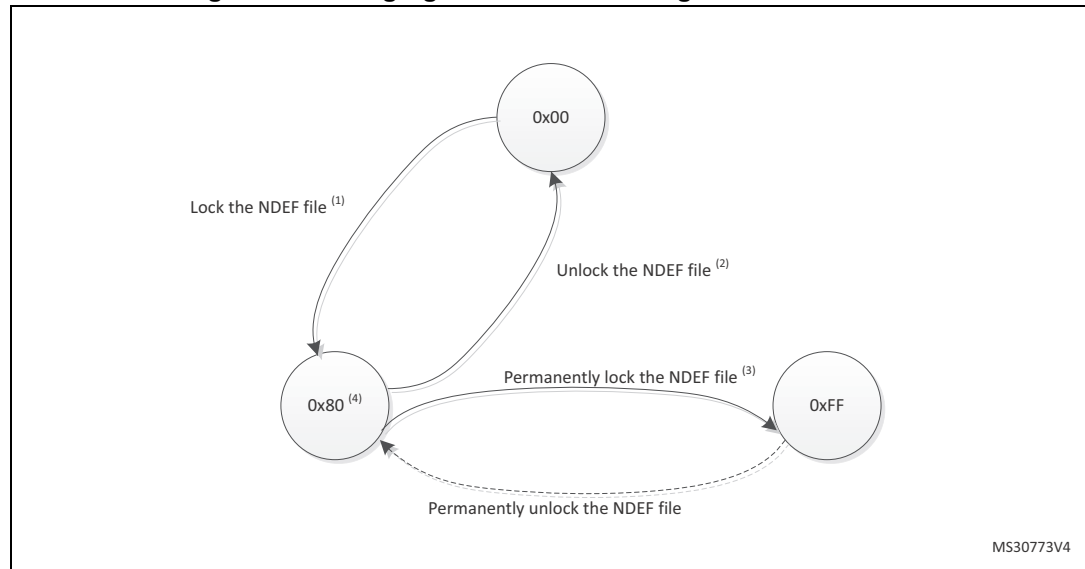 0x00
Lock the NDEF file (1)
Unlock the NDEF file (2)
Permanently lock the NDEF file (3)
0x80 (4)
0xFF
Permanently unlock the NDEF file
MS30773V4